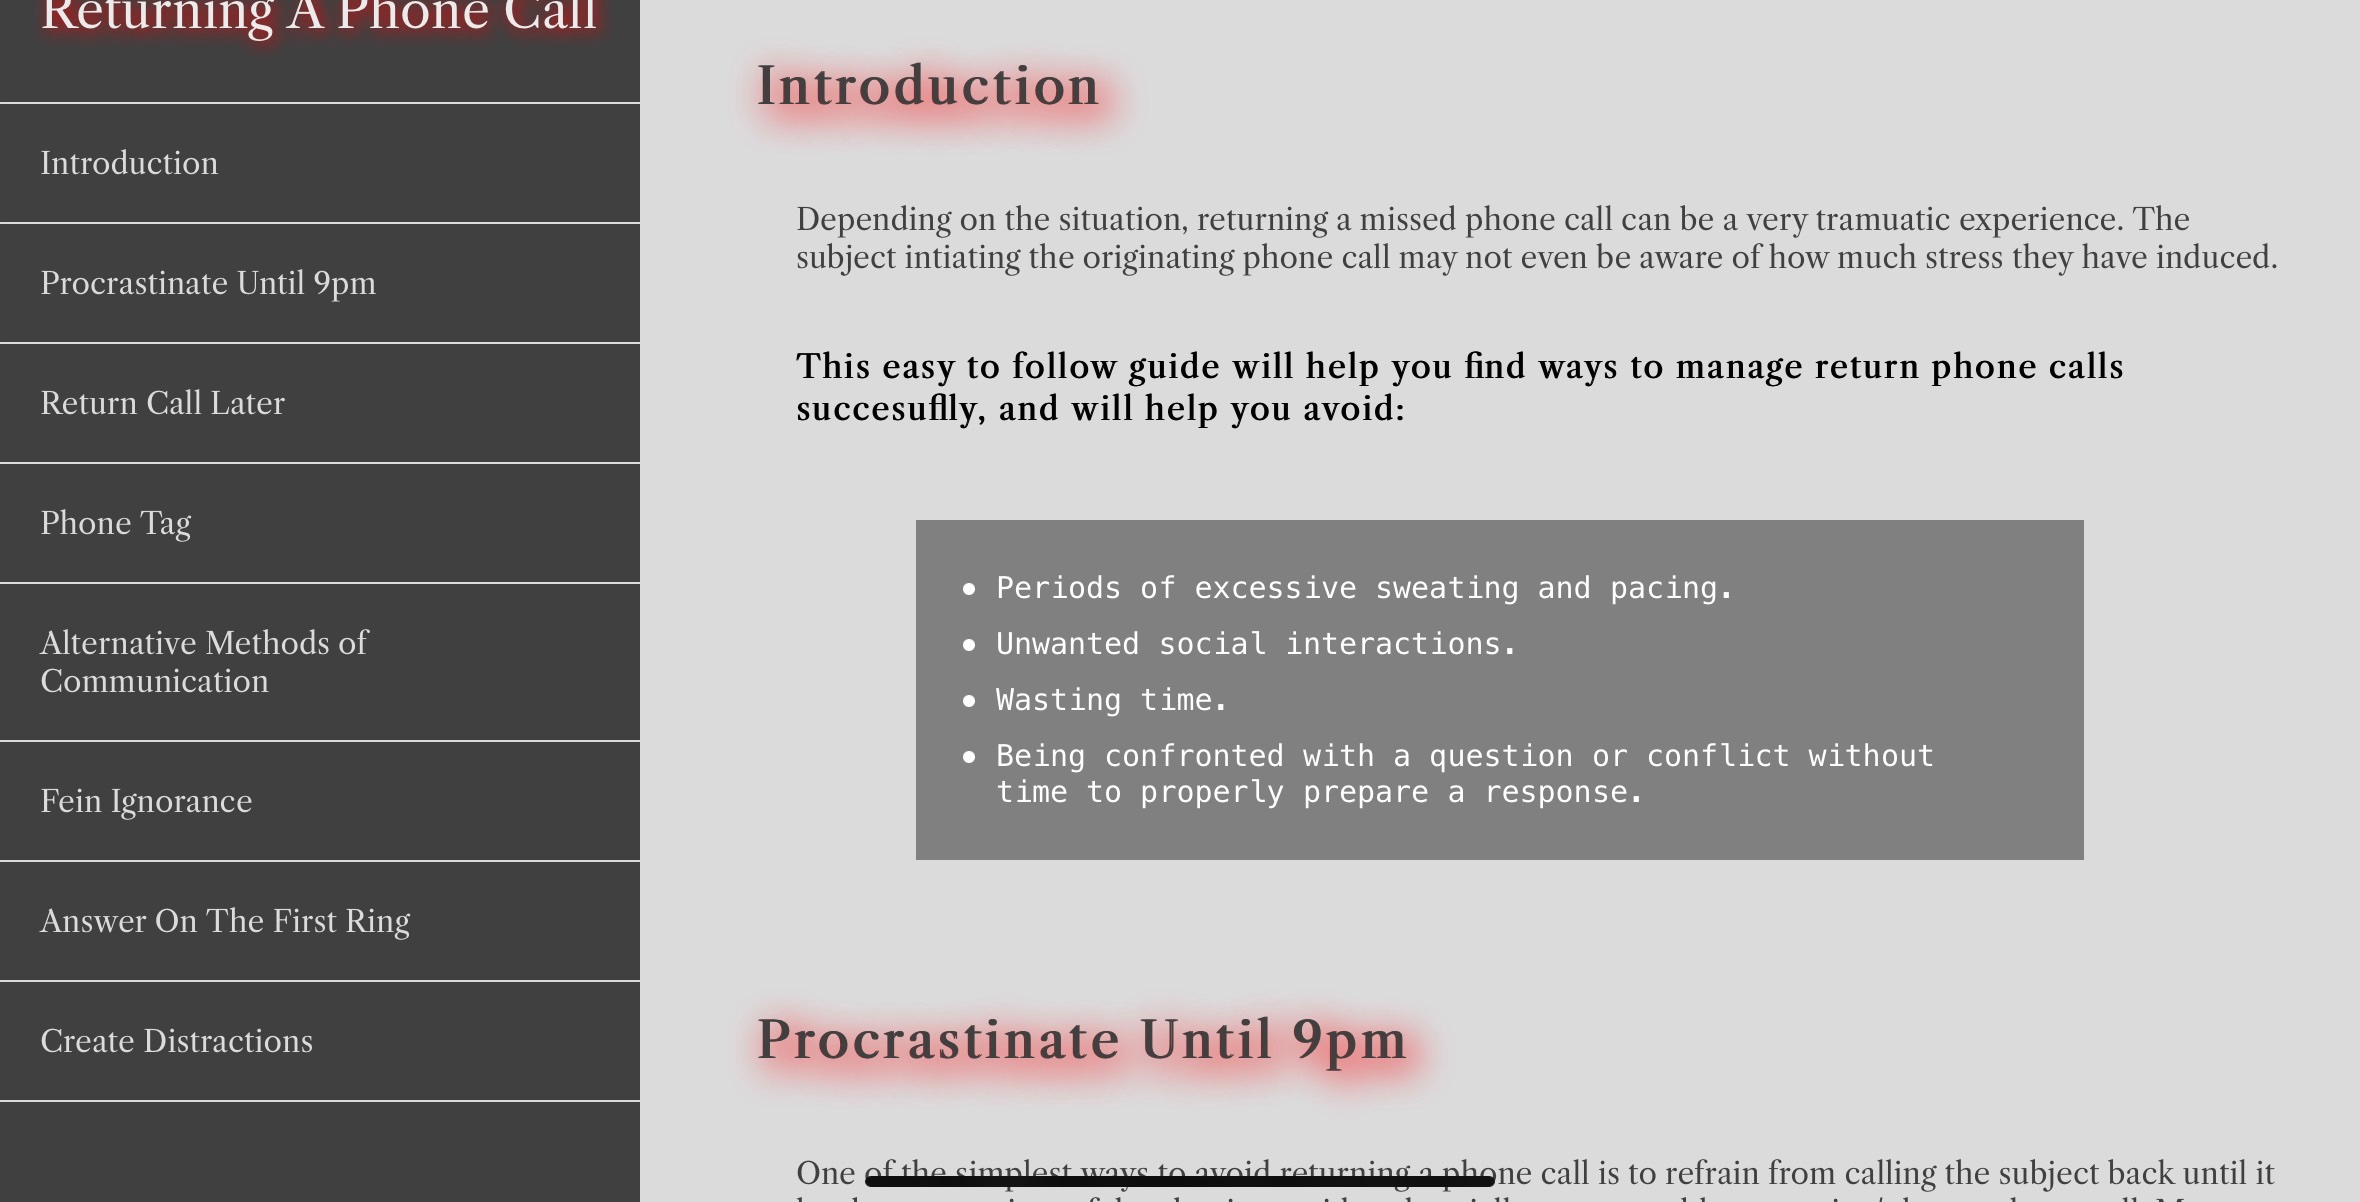 Returning A Phone Call
Introduction
Procrastinate Until 9pm
Return Call Later
Phone Tag
Alternative Methods of
Communication
Fein Ignorance
Answer On The First Ring
Create Distractions
Introduction
Depending on the situation, returning a missed phone call can be a very tramuatic experience. The
subject intiating the originating phone call may not even be aware of how much stress they have induced.
This easy to follow guide will help you find ways to manage return phone calls
succesuflly, and will help you avoid:
• Periods of excessive sweating and pacing.
• Unwanted social interactions.
• Wasting time.
• Being confronted with a question or conflict without
time to properly prepare a response.
Procrastinate Until 9pm
One of the simplest ways to avoid returning a phone call is to refrain from calling the subject back until it